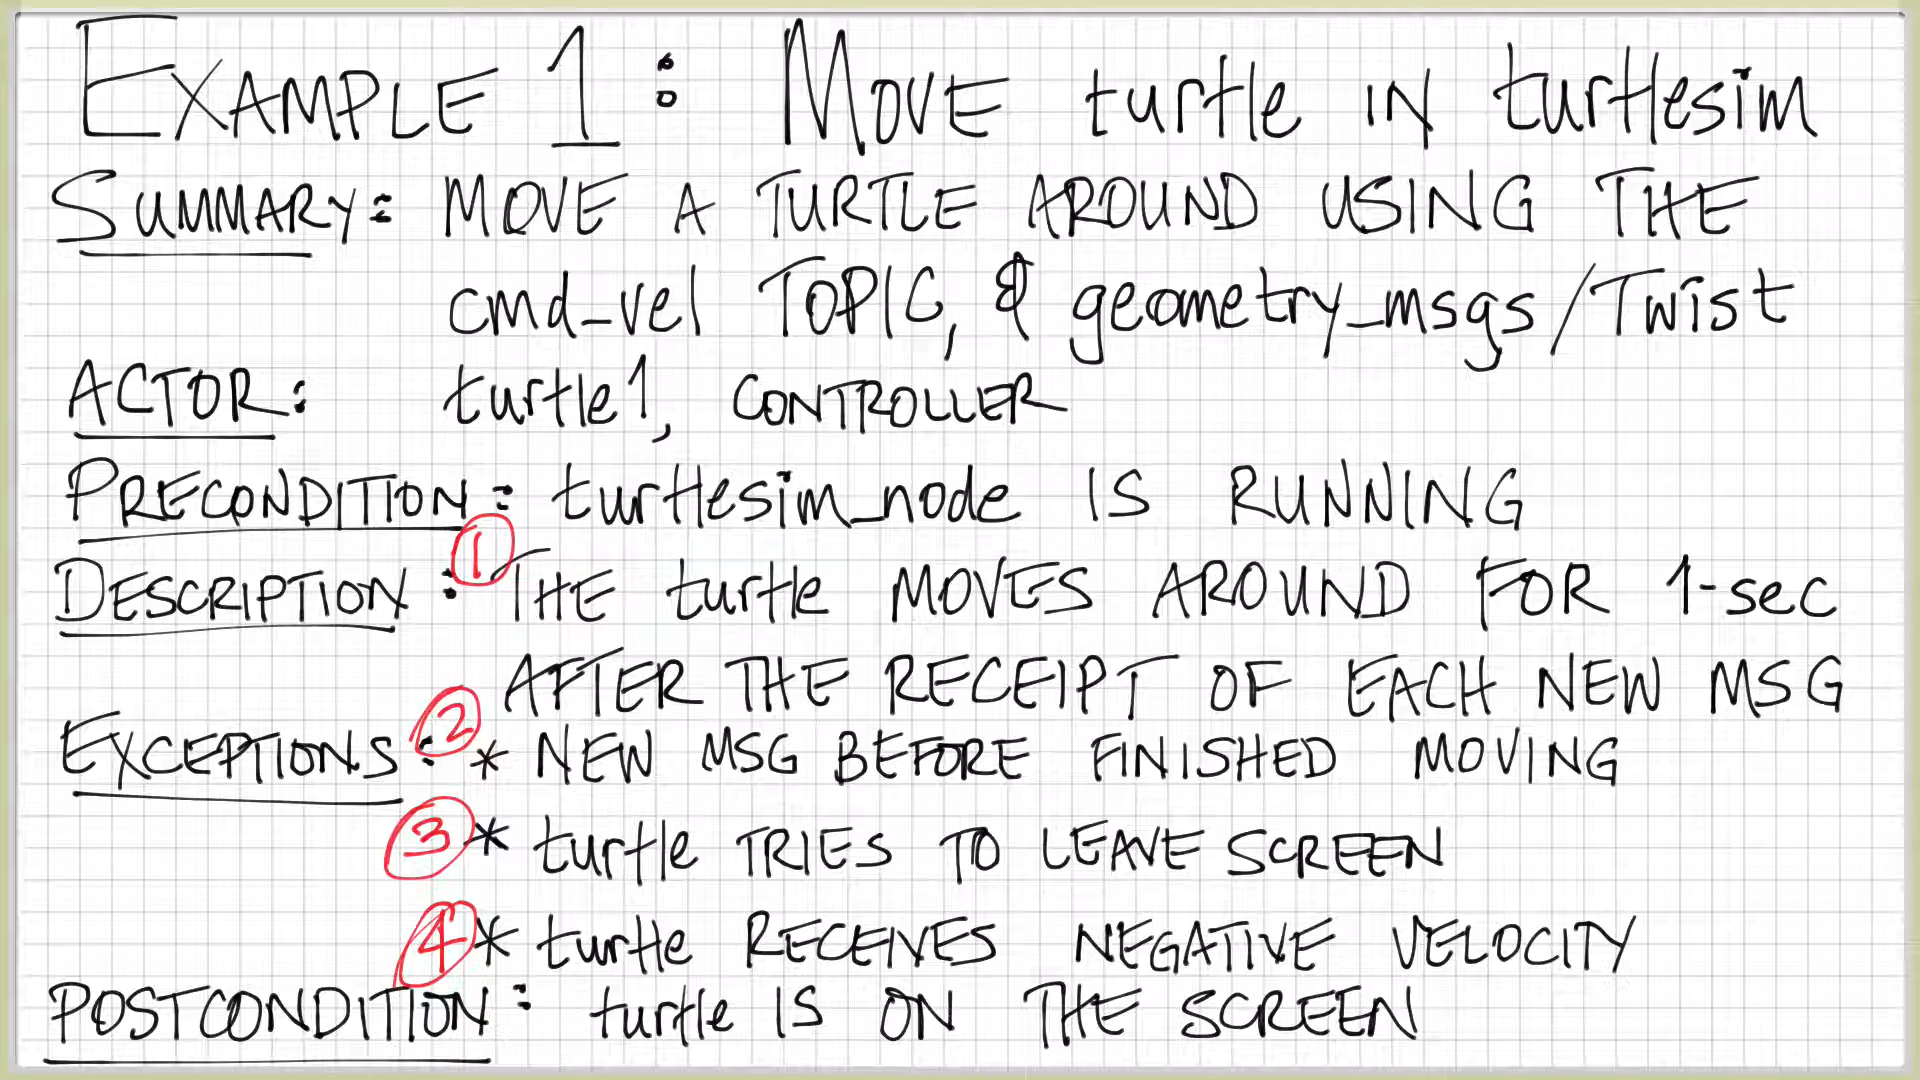 EXAMPLE 1: MOVE turtle IN turtlesim
SUMMARY: MOVE A TURTLE AROUND USING THE
cmd_vel TOPIC, & geometry_msgs/Twist
ACTOR: turtle1, CONTROLLER
PRECONDITION: turtlesim_node IS RUNNING
DESCRIPTION: 1 THE turtle MOVES AROUND FOR 1-sec
AFTER THE RECEIPT OF EACH NEW MSG
EXCEPTIONS: 2 * NEW MSG BEFORE FINISHED MOVING
3 * turtle TRIES TO LEAVE SCREEN
4 * turtle RECEIVES NEGATIVE VELOCITY
POSTCONDITION: turtle IS ON THE SCREEN